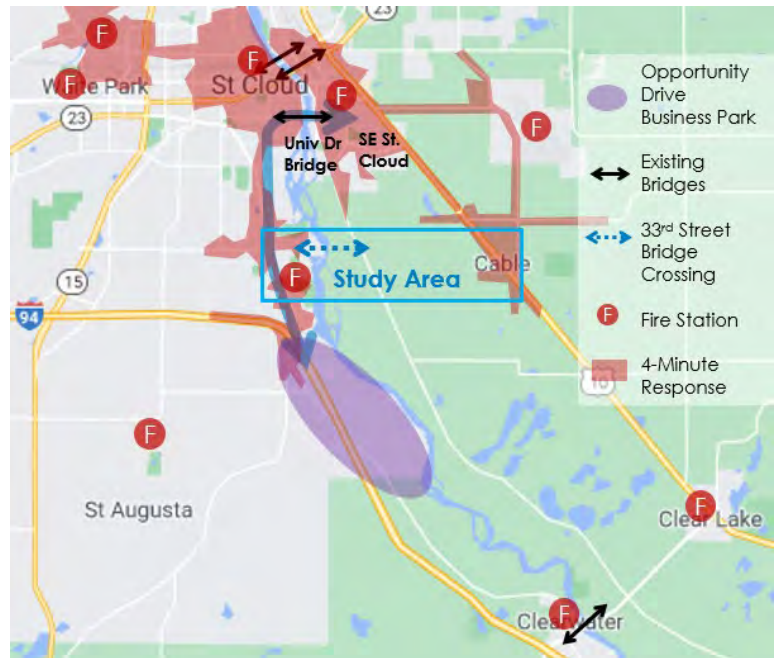 23
F
F
F
White Park
St Cloud
F
23
Univ Dr
Bridge
SE St.
Cloud
F
Opportunity
Drive
Business Park
Existing
Bridges
33rd Street
Bridge
Crossing
F
Fire Station
4-Minute
Response
Cable
F
Study Area
15
94
10
F
St Augusta
F
Clear Lake
F
Clearwater